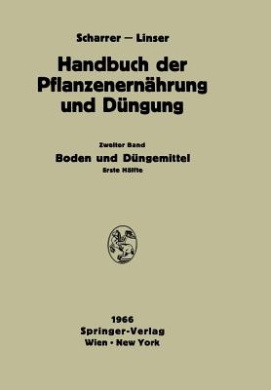 Scharrer – Linser
Handbuch der
Pflanzenernährung
und Düngung
Zweiter Band
Boden und Düngemittel
Erste Hälfte
1966
Springer-Verlag
Wien • New York